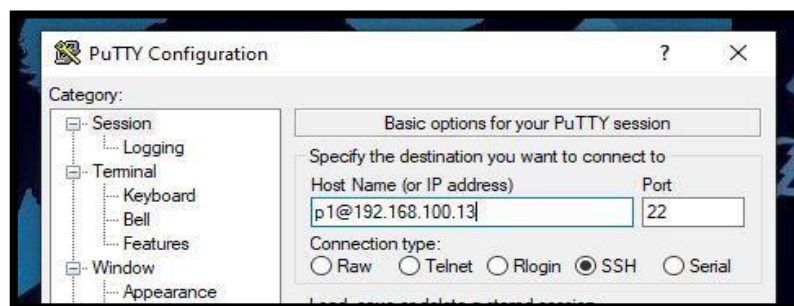 PuTTY Configuration
?
Category:
Session
Logging
Terminal
Keyboard
Bell
Features
Window
Appearance
Basic options for your PuTTY session
Specify the destination you want to connect to
Host Name (or IP address) Port
p1@192.168.100.13 22
Connection type:
Raw Telnet Rlogin SSH Serial